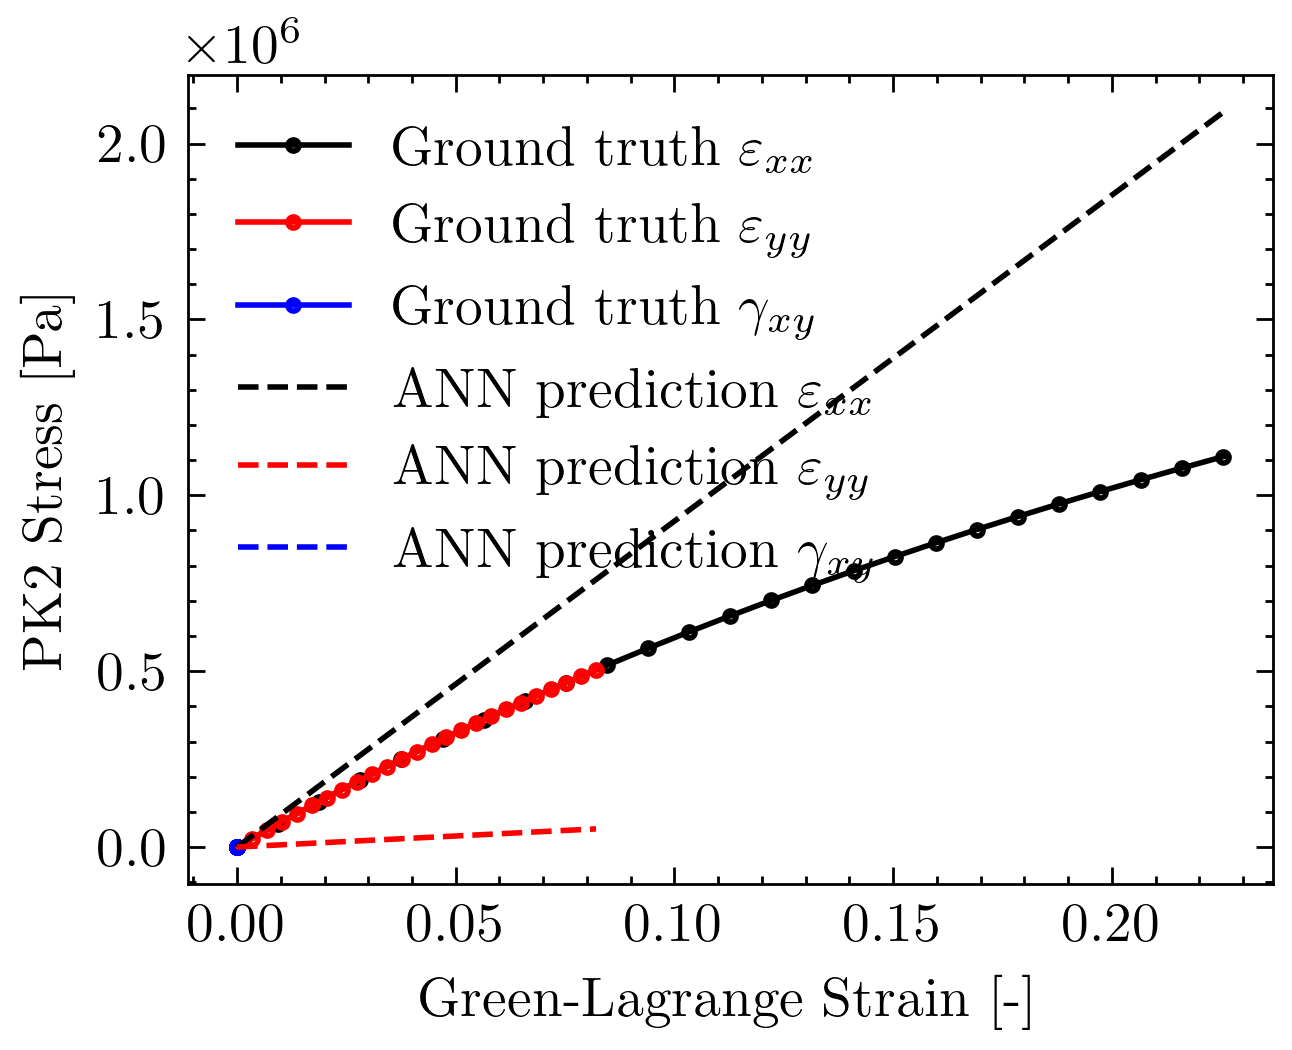 ×10⁶
2.0
1.5
1.0
0.5
0.0
PK2 Stress [Pa]
Ground truth εxx
Ground truth εyy
Ground truth γxy
ANN prediction εxx
ANN prediction εyy
ANN prediction γxy
0.00 0.05 0.10 0.15 0.20
Green-Lagrange Strain [-]